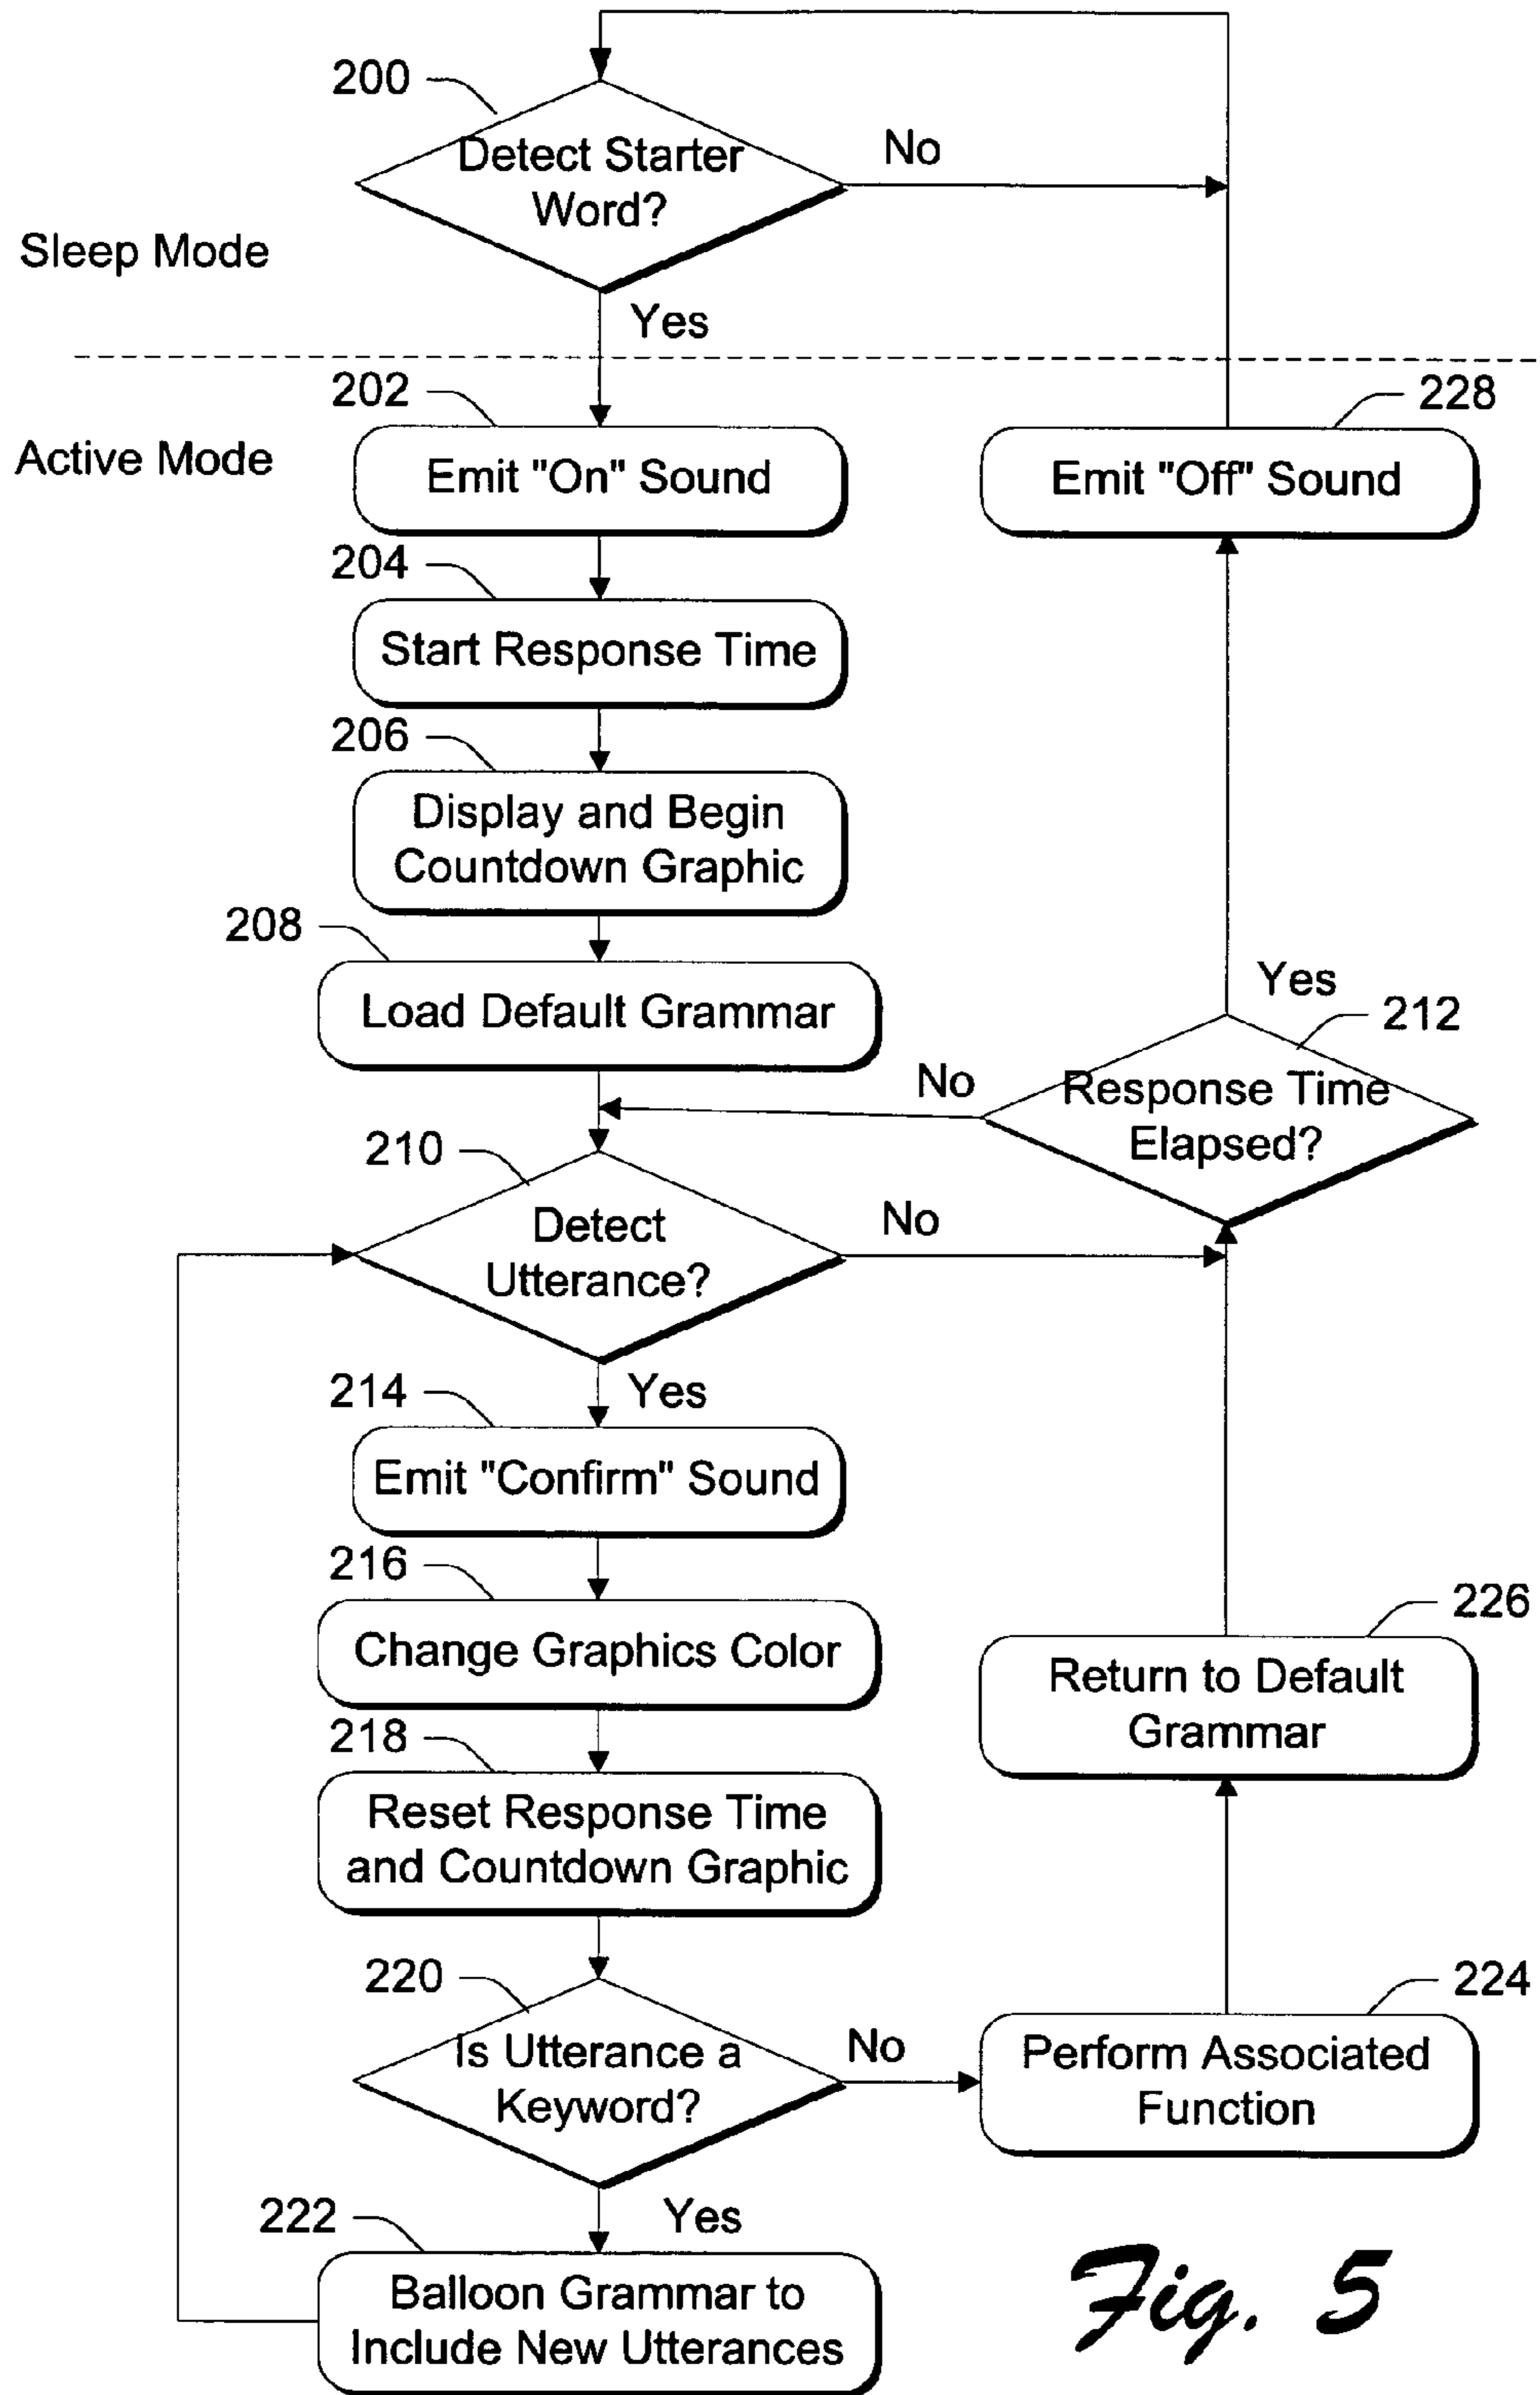 200
Detect Starter
Word?
No
Sleep Mode
Yes
202
228
Active Mode
Emit "On" Sound
Emit "Off" Sound
204
Start Response Time
206
Display and Begin
Countdown Graphic
208
Load Default Grammar
Yes
212
No
Response Time
Elapsed?
210
Detect
Utterance?
No
Yes
214
Emit "Confirm" Sound
216
Change Graphics Color
226
Return to Default
Grammar
218
Reset Response Time
and Countdown Graphic
220
Is Utterance a
Keyword?
No
224
Perform Associated
Function
Yes
222
Balloon Grammar to
Include New Utterances
Fig. 5